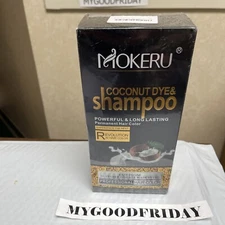 MYGOODFRIDAY
MOKERU®
COCONUT DYE&
shampoo
POWERFUL & LONG LASTING
Permanent Hair Color
MYGOODFRIDAY